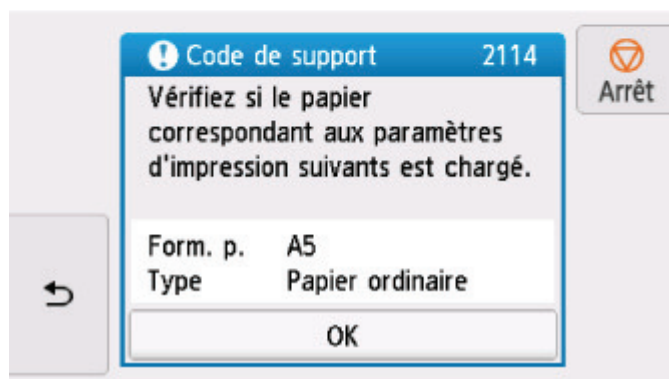 Code de support 2114
Arrêt
Vérifiez si le papier
correspondant aux paramètres
d'impression suivants est chargé.
Form. p. A5
Type Papier ordinaire
OK